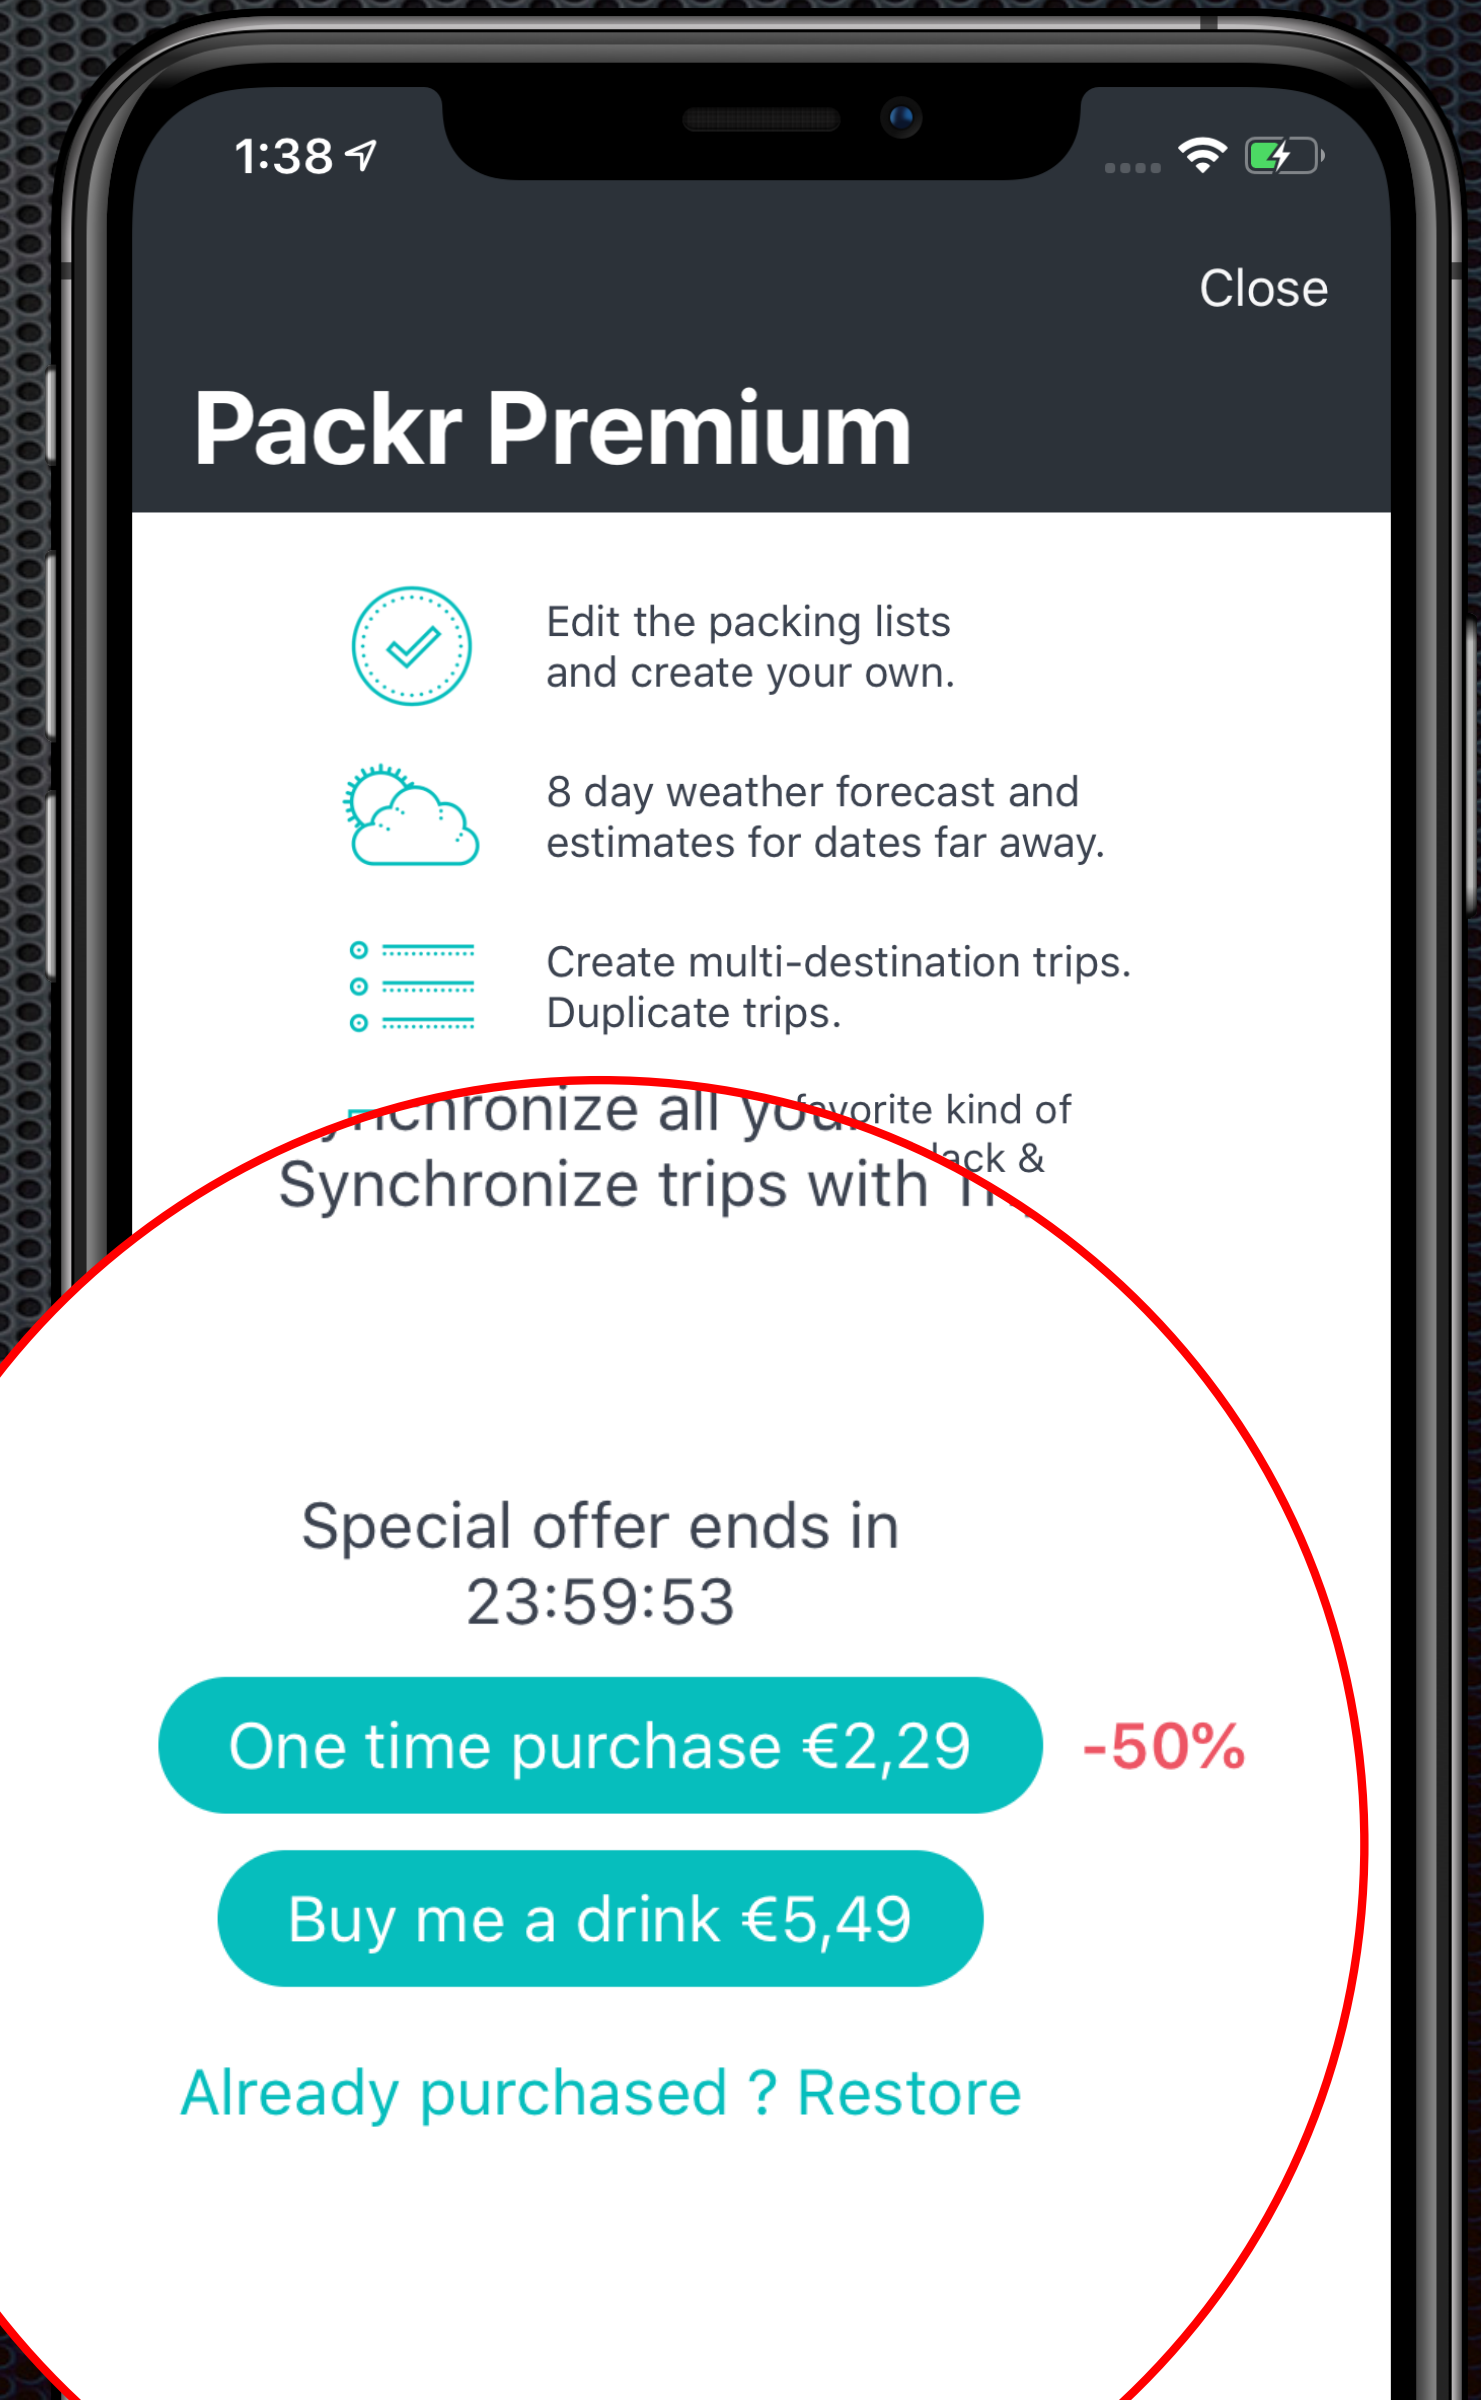 1:38
Close
Packr Premium
Edit the packing lists
and create your own.
8 day weather forecast and
estimates for dates far away.
Create multi-destination trips.
Duplicate trips.
favorite kind of
&
Synchronize all
Synchronize trips with
Special offer ends in
23:59:53
One time purchase €2,29
-50%
Buy me a drink €5,49
Already purchased ? Restore